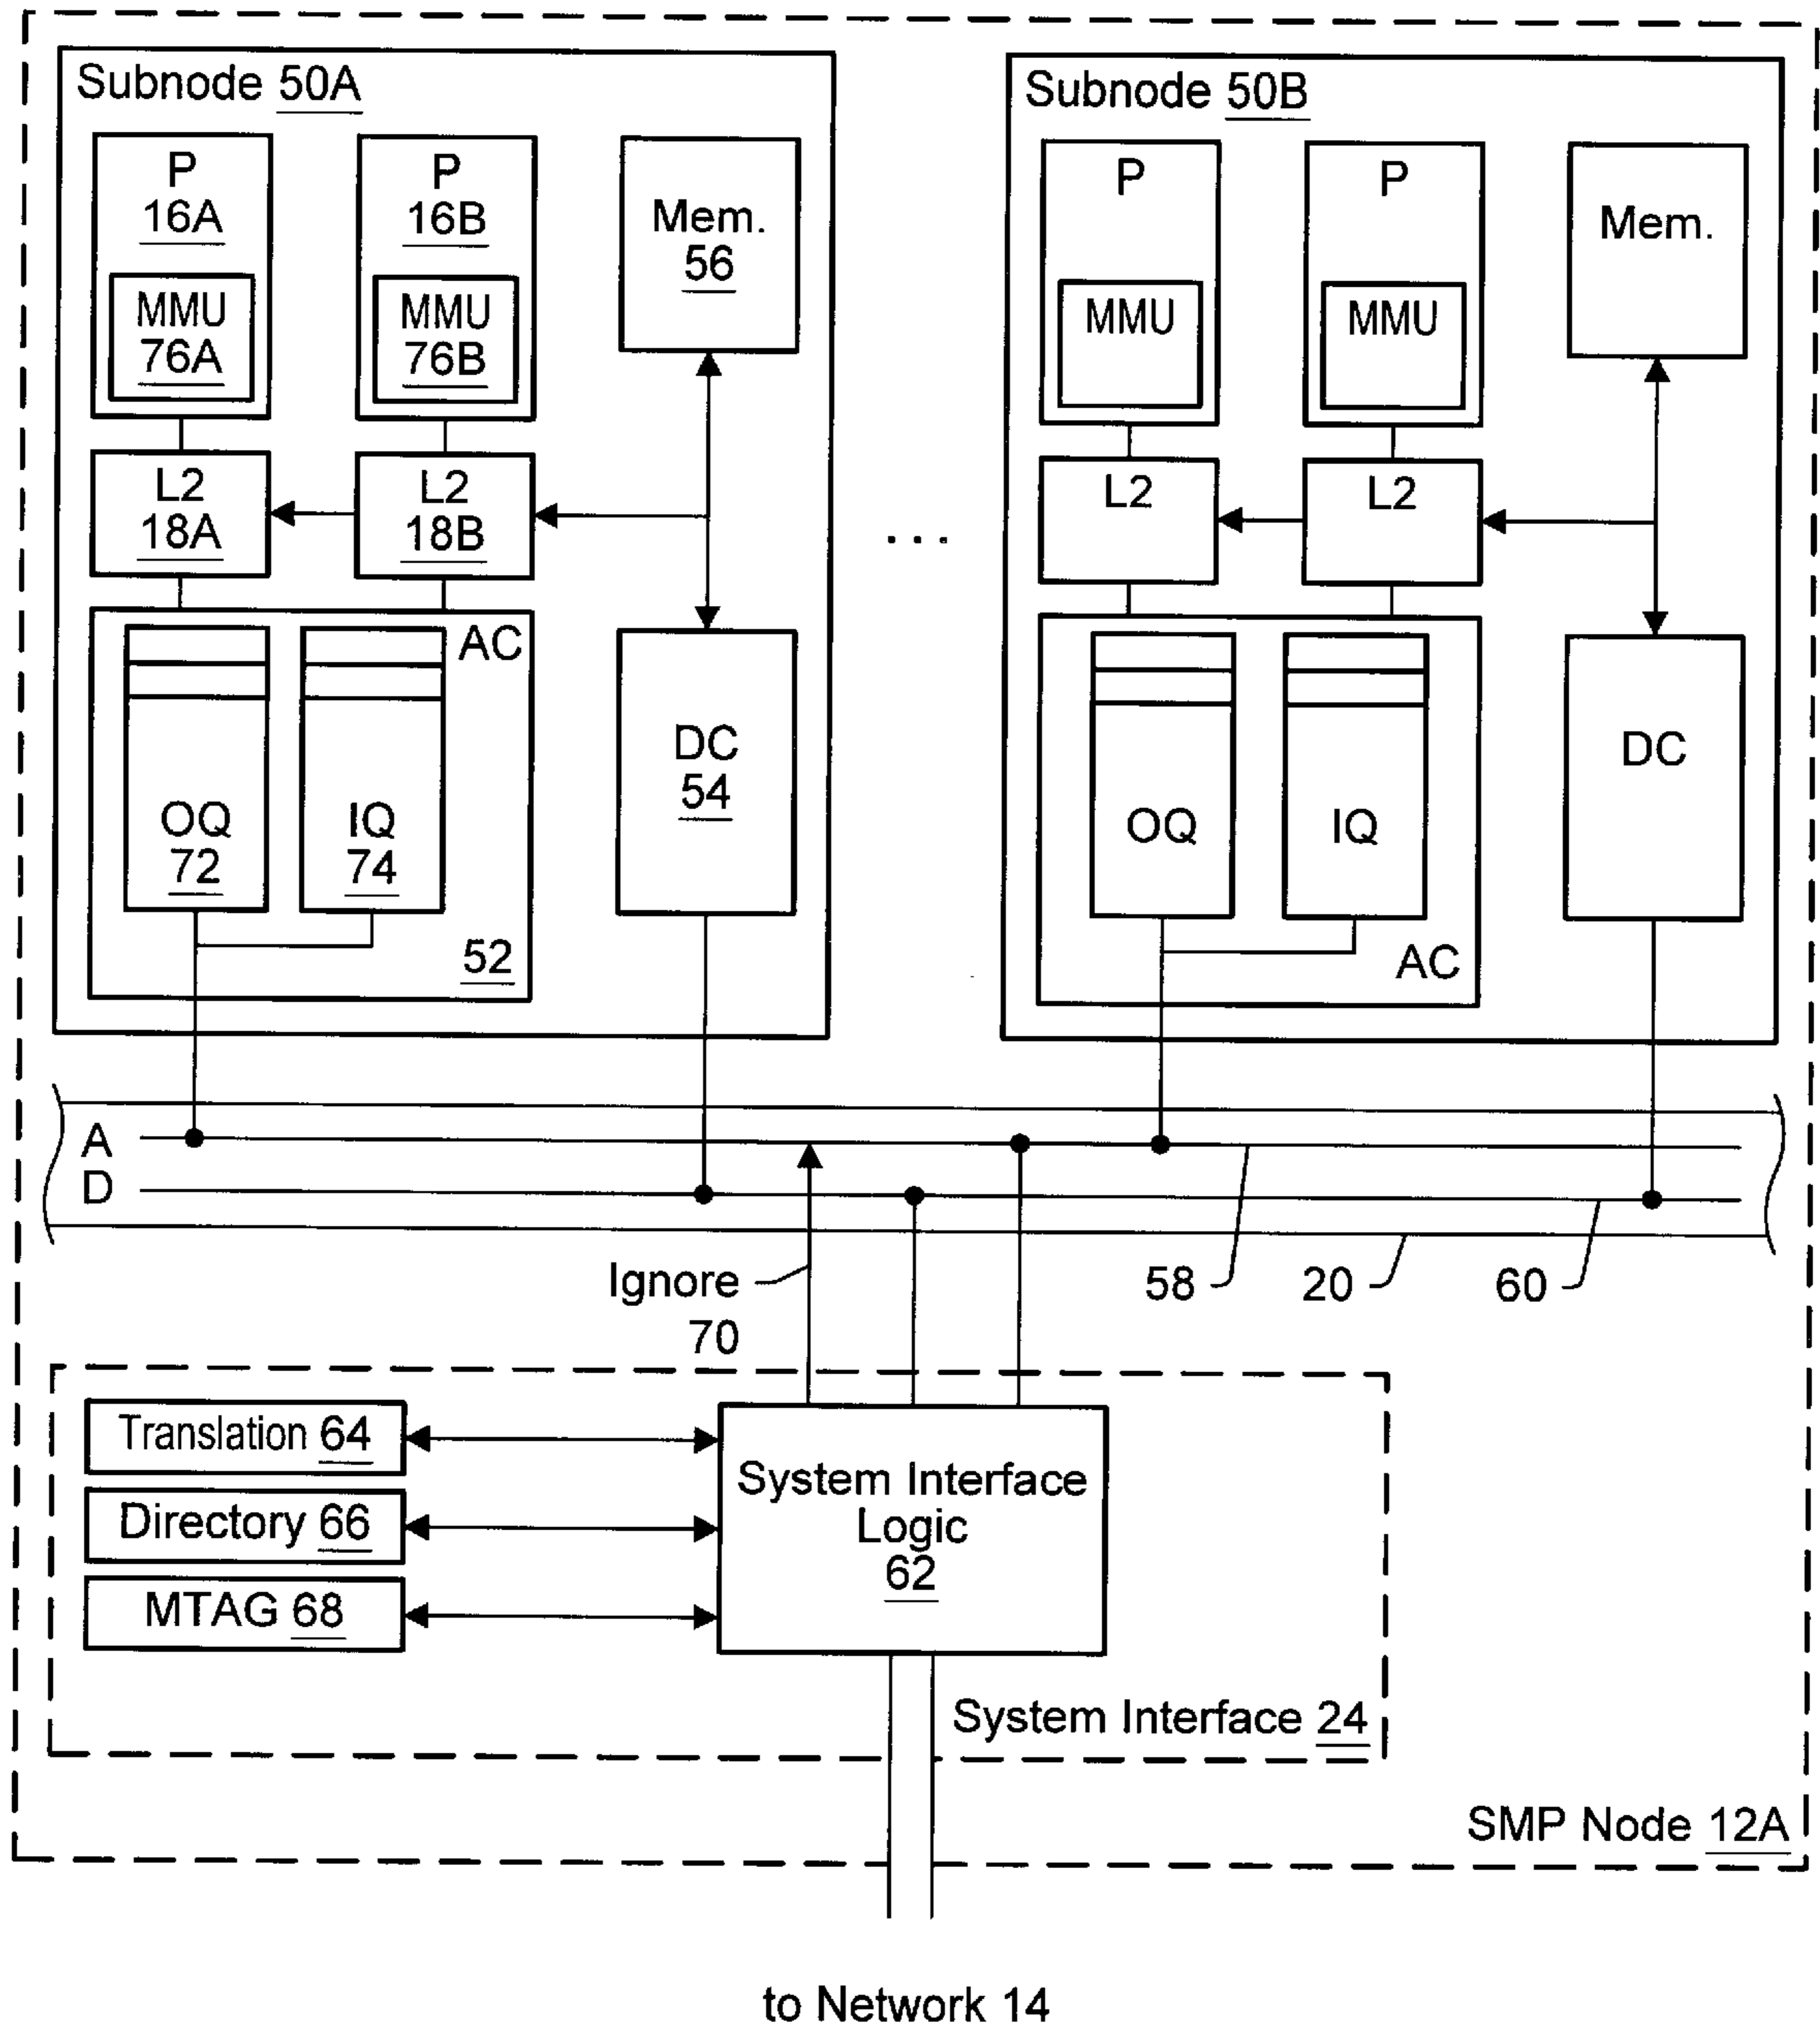 Subnode 50A
P
16A
MMU
76A
P
16B
MMU
76B
Mem.
56
L2
18A
L2
18B
AC
OQ
72
IQ
74
52
DC
54
...
Subnode 50B
P
MMU
P
MMU
Mem.
L2
L2
OQ
IQ
AC
DC
A
D
Ignore
70
58
20
60
Translation 64
Directory 66
MTAG 68
System Interface
Logic
62
System Interface 24
SMP Node 12A
to Network 14